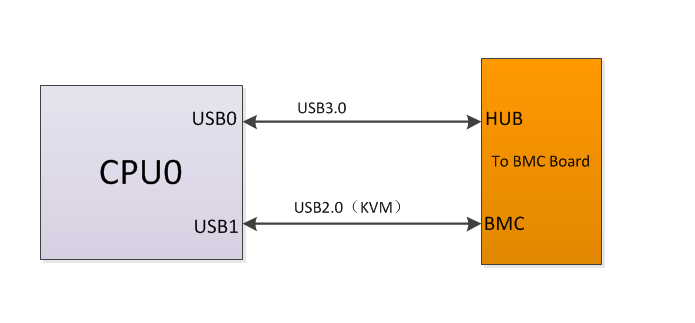 USB3.0
USB0
HUB
CPU0
To BMC Board
USB2.0（KVM）
USB1
BMC